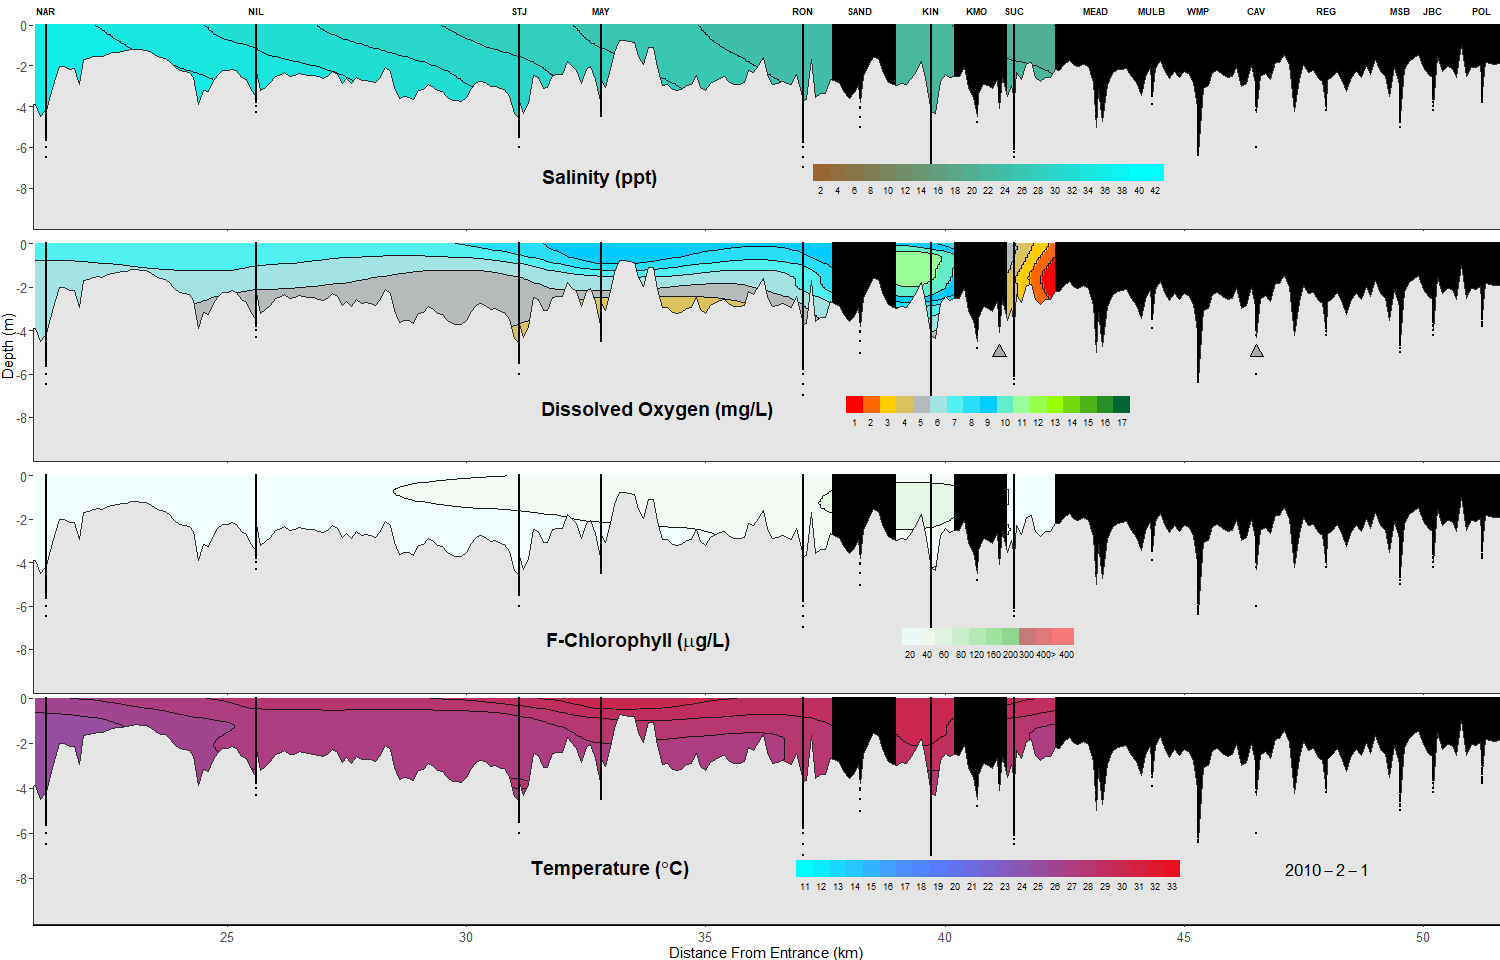 NAR NIL STJ MAY RON SAND KIN KMO SUC MEAD MULB WMP CAV REG MSB JBC POL
0
-2
-4
-6
-8
Salinity (ppt)
2 4 6 8 10 12 14 16 18 20 22 24 26 28 30 32 34 36 38 40 42
0
-2
-4
-6
-8
Depth (m)
Dissolved Oxygen (mg/L)
1 2 3 4 5 6 7 8 9 10 11 12 13 14 15 16 17
0
-2
-4
-6
-8
F-Chlorophyll (μg/L)
20 40 60 80 120 160 200 300 400> 400
0
-2
-4
-6
-8
Temperature (°C)
11 12 13 14 15 16 17 18 19 20 21 22 23 24 25 26 27 28 29 30 31 32 33
2010 – 2 – 1
25 30 35 40 45 50
Distance From Entrance (km)